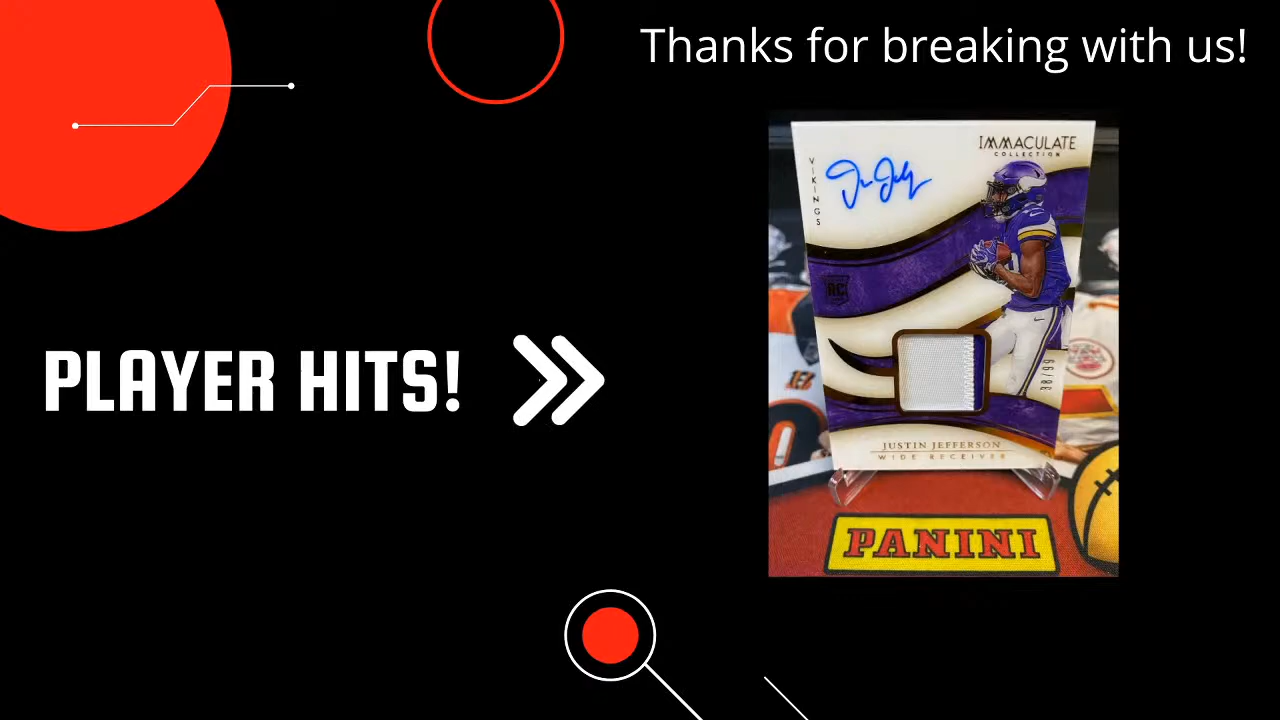 Thanks for breaking with us!
IMMACULATE
COLLECTION
VIKINGS
RC
PLAYER HITS!
38/99
JUSTIN JEFFERSON
WIDE RECEIVER
PANINI